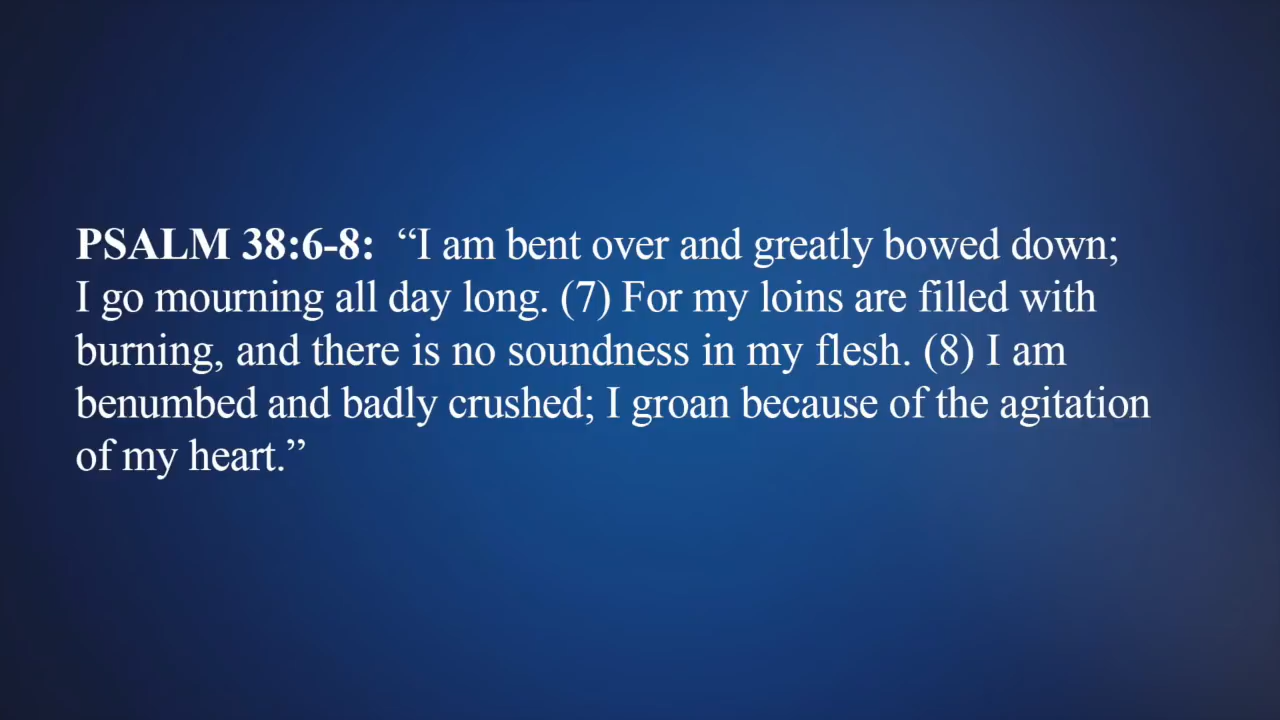 PSALM 38:6-8: “I am bent over and greatly bowed down;
I go mourning all day long. (7) For my loins are filled with
burning, and there is no soundness in my flesh. (8) I am
benumbed and badly crushed; I groan because of the agitation
of my heart.”